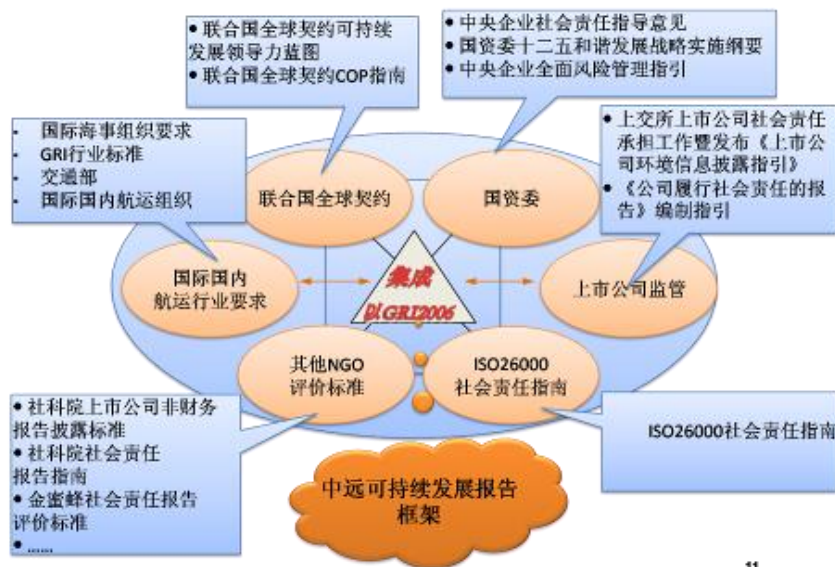 ● 联合国全球契约可持续
发展领导力蓝图
● 联合国全球契约COP指南
● 中央企业社会责任指导意见
● 国资委十二五和谐发展战略实施纲要
● 中央企业全面风险管理指引
- 国际海事组织要求
- GRI行业标准
- 交通部
- 国际国内航运组织
● 上交所上市公司社会责任
承担工作暨发布《上市公
司环境信息披露指引》
● 《公司履行社会责任的报
告》编制指引
联合国全球契约
国资委
国际国内
航运行业要求
集成
以GRI2006
上市公司监管
其他NGO
评价标准
ISO26000
社会责任指南
● 社科院上市公司非财务
报告披露标准
● 社科院社会责任
报告指南
● 金蜜蜂社会责任报告
评价标准
● ......
ISO26000社会责任指南
中远可持续发展报告
框架
11